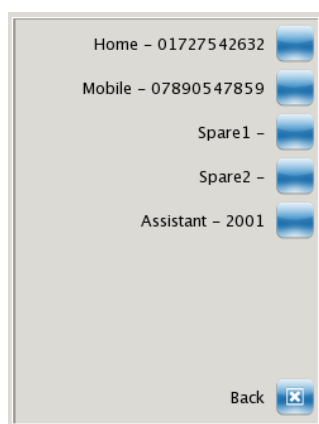 Home – 01727542632
Mobile – 07890547859
Spare1 –
Spare2 –
Assistant – 2001
Back